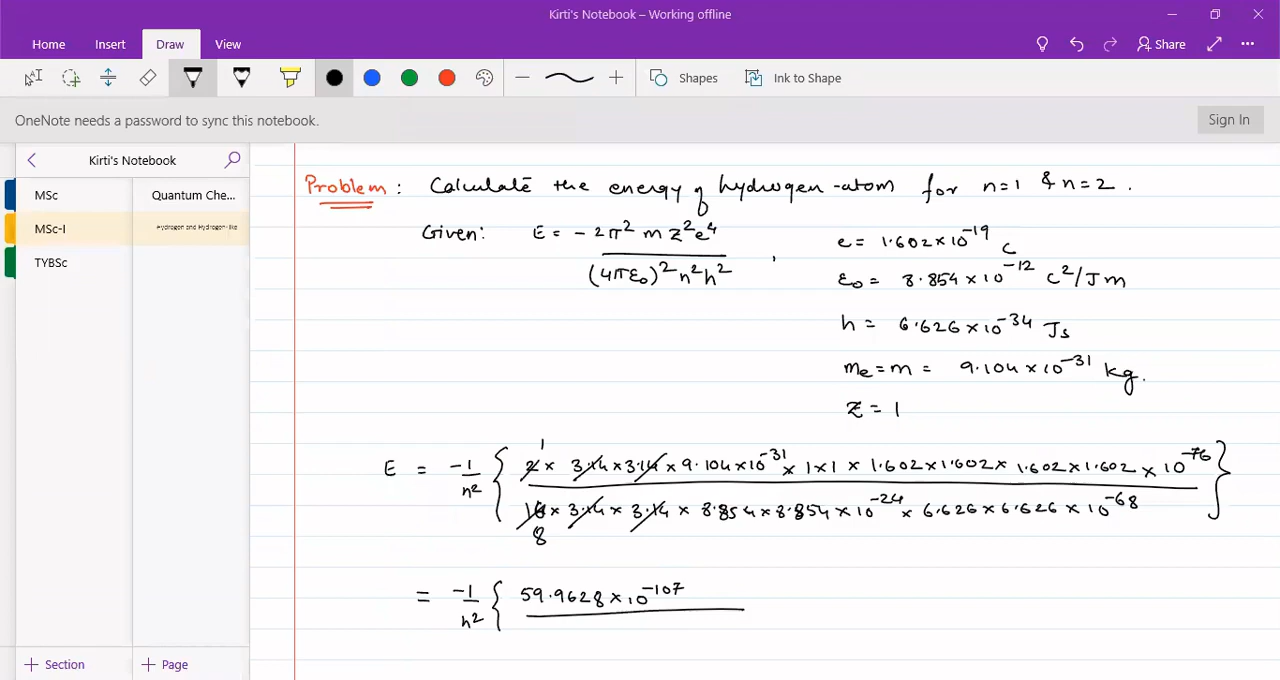 Kirti's Notebook – Working offline
Home Insert Draw View Share
Shapes Ink to Shape
OneNote needs a password to sync this notebook. Sign In
Kirti's Notebook
MSc
MSc-I
TYBSc
Quantum Che...
Hydrogen and Hydrogen-like
+ Section + Page
Problem : Calculate the energy of hydrogen-atom for n=1 & n=2.
Given: E = - 2π² m z² e⁴ / (4πε₀)² n² h² ,
e = 1.602×10⁻¹⁹ C
ε₀ = 8.854×10⁻¹² C²/Jm
h = 6.626×10⁻³⁴ Js
me = m = 9.104×10⁻³¹ kg.
Z = 1
E = -1/n² { 2 1 × 3.14×3.14×9.104×10⁻³¹ × 1×1 × 1.602×1.602× 1.602×1.602 × 10⁻⁷⁶ / 16 8 × 3.14 × 3.14 × 8.854×8.854×10⁻²⁴ × 6.626×6.626×10⁻⁶⁸ }
= -1/n² { 59.9628×10⁻¹⁰⁷